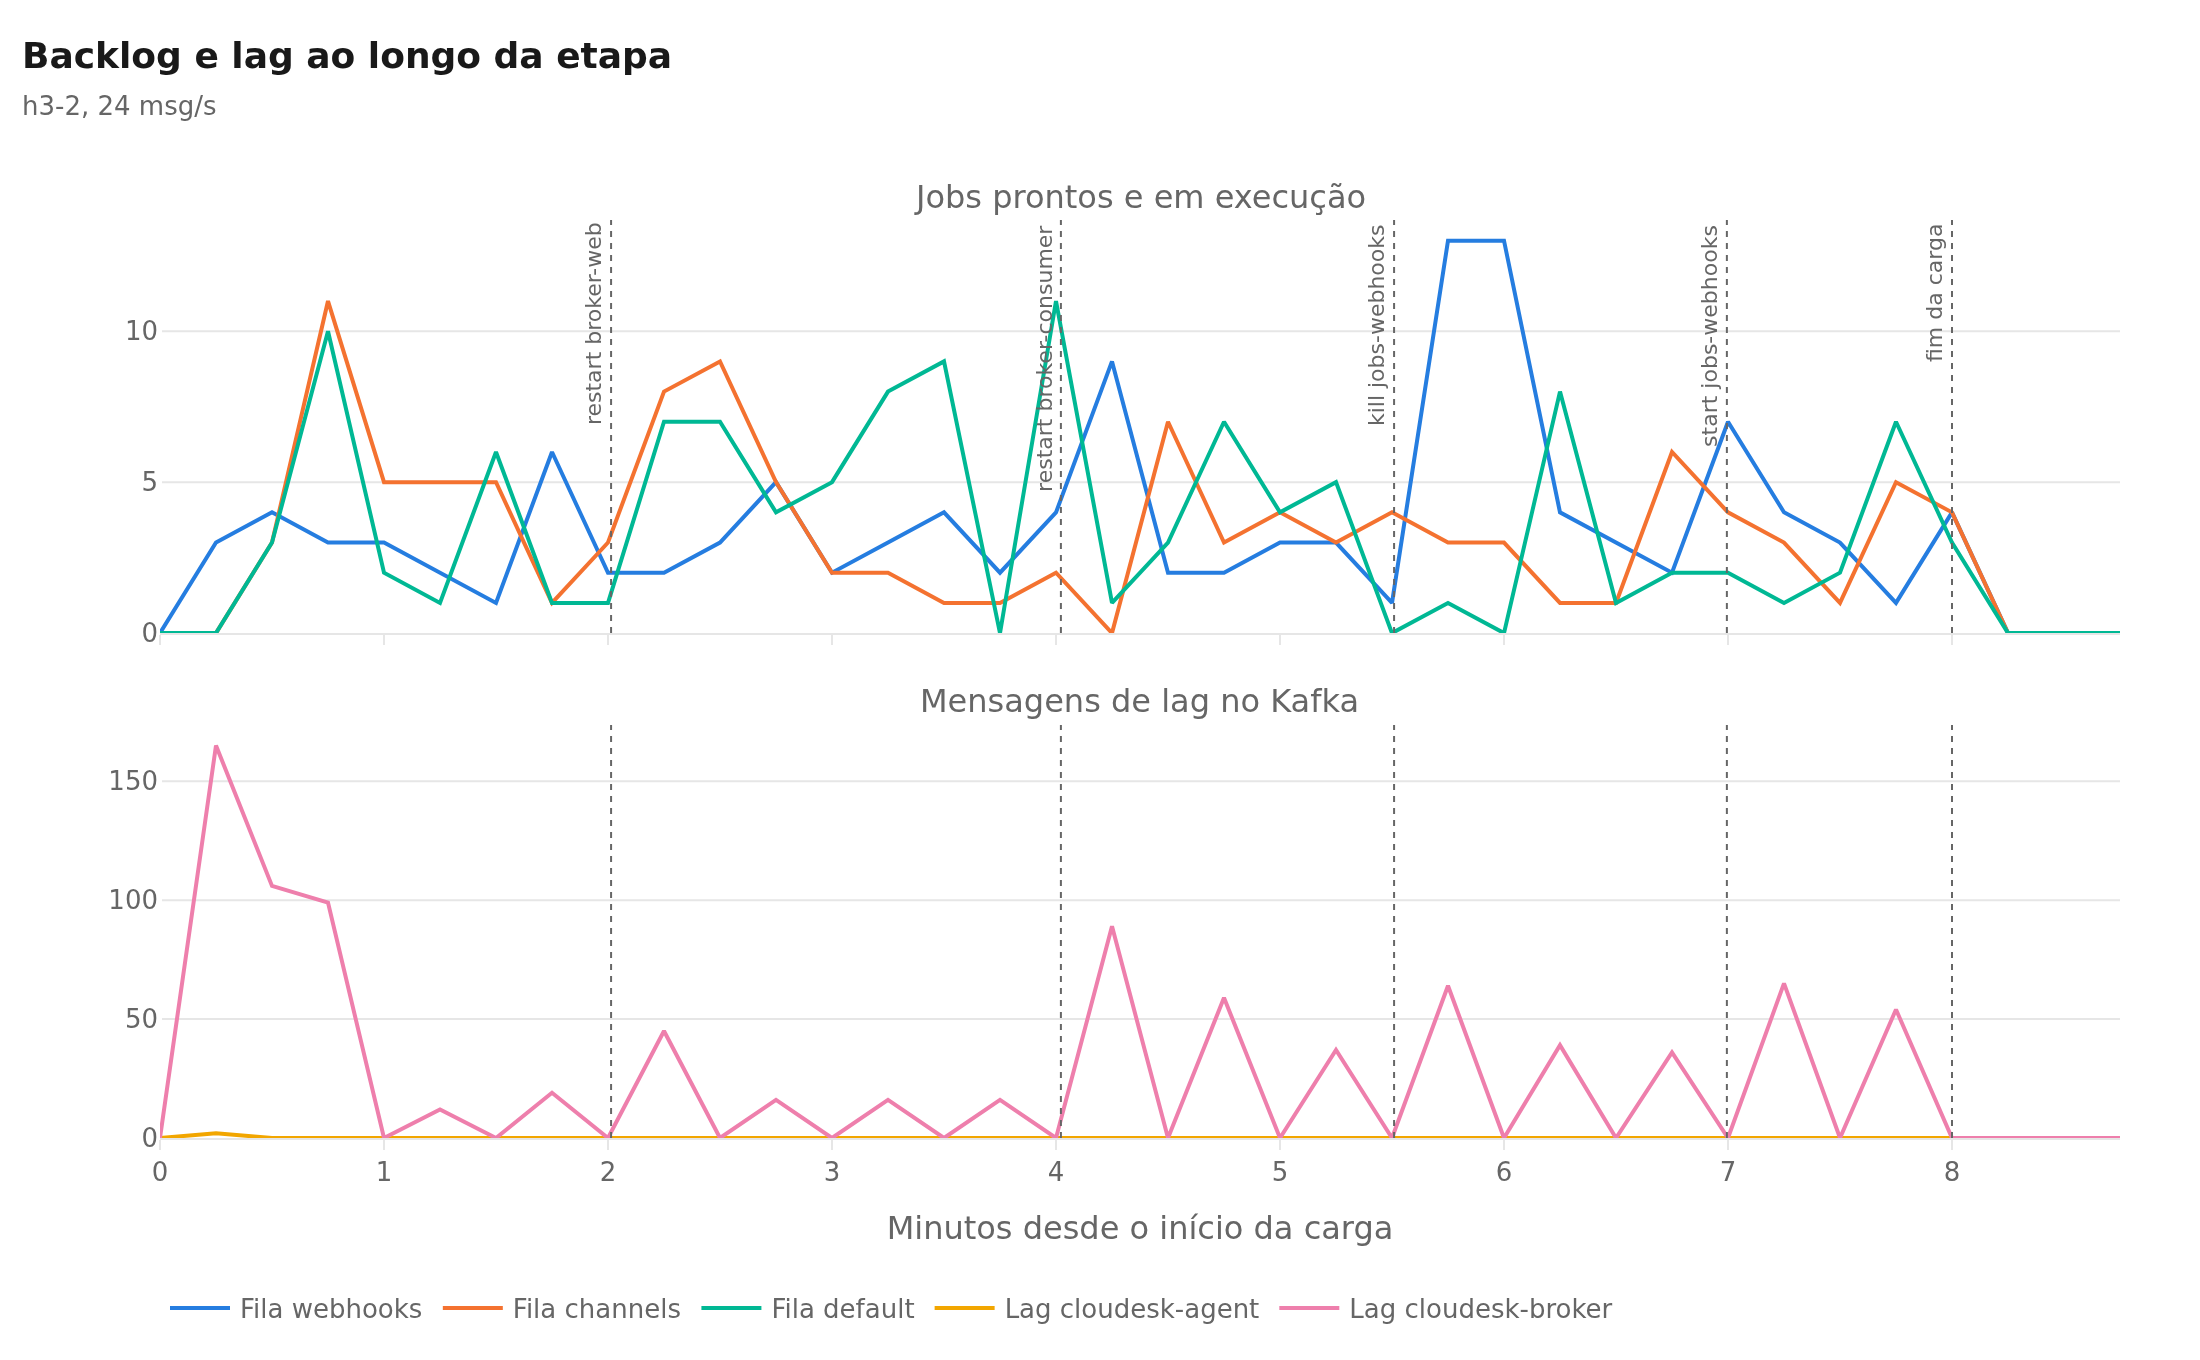 Backlog e lag ao longo da etapa
h3-2, 24 msg/s
Jobs prontos e em execução
restart broker-web
restart broker-consumer
kill jobs-webhooks
start jobs-webhooks
fim da carga
10
5
0
Mensagens de lag no Kafka
150
100
50
0
0 1 2 3 4 5 6 7 8
Minutos desde o início da carga
Fila webhooks Fila channels Fila default Lag cloudesk-agent Lag cloudesk-broker